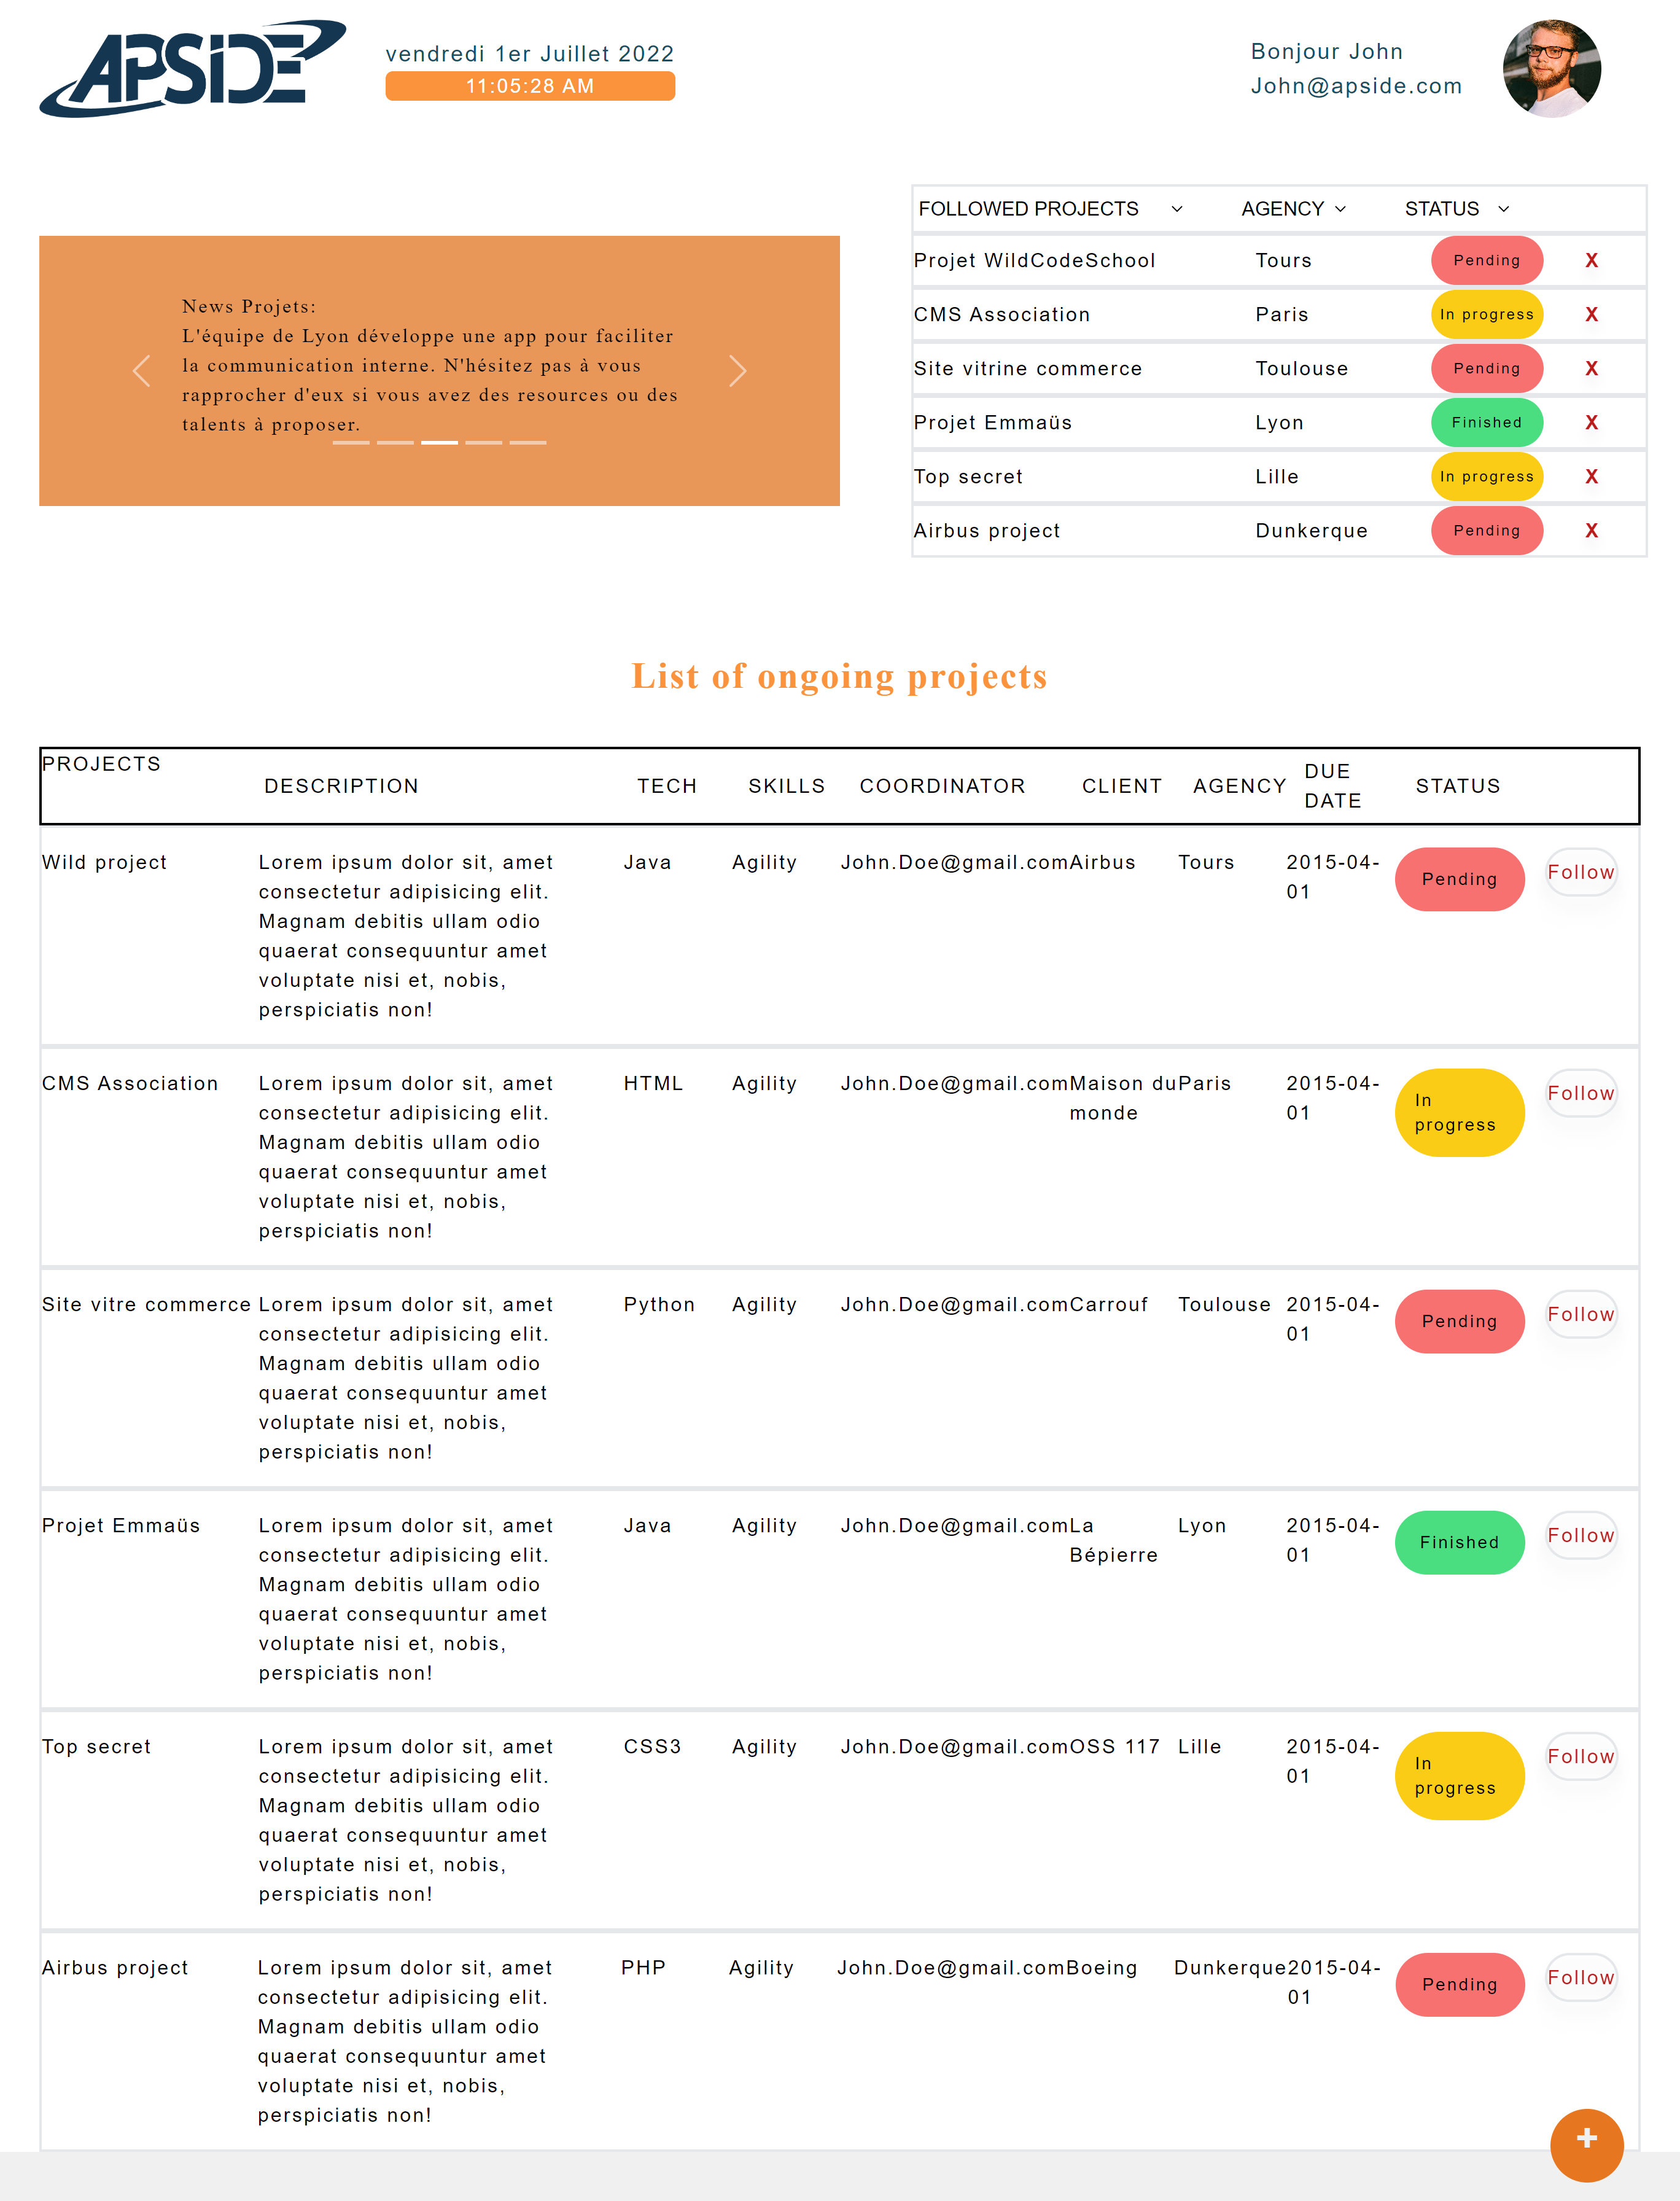 APSIDE
vendredi 1er Juillet 2022
11:05:28 AM
Bonjour John
John@apside.com
News Projets:
L'équipe de Lyon développe une app pour faciliter
la communication interne. N'hésitez pas à vous
rapprocher d'eux si vous avez des resources ou des
talents à proposer.
FOLLOWED PROJECTS AGENCY STATUS
Projet WildCodeSchool Tours Pending X
CMS Association Paris In progress X
Site vitrine commerce Toulouse Pending X
Projet Emmaüs Lyon Finished X
Top secret Lille In progress X
Airbus project Dunkerque Pending X
List of ongoing projects
PROJECTS DESCRIPTION TECH SKILLS COORDINATOR CLIENT AGENCY DUE STATUS
DATE
Wild project Lorem ipsum dolor sit, amet Java Agility John.Doe@gmail.com Airbus Tours 2015-04- Pending Follow
consectetur adipisicing elit. 01
Magnam debitis ullam odio
quaerat consequuntur amet
voluptate nisi et, nobis,
perspiciatis non!
CMS Association Lorem ipsum dolor sit, amet HTML Agility John.Doe@gmail.com Maison du Paris 2015-04- In Follow
consectetur adipisicing elit. monde 01 progress
Magnam debitis ullam odio
quaerat consequuntur amet
voluptate nisi et, nobis,
perspiciatis non!
Site vitre commerce Lorem ipsum dolor sit, amet Python Agility John.Doe@gmail.com Carrouf Toulouse 2015-04- Pending Follow
consectetur adipisicing elit. 01
Magnam debitis ullam odio
quaerat consequuntur amet
voluptate nisi et, nobis,
perspiciatis non!
Projet Emmaüs Lorem ipsum dolor sit, amet Java Agility John.Doe@gmail.com La Lyon 2015-04- Finished Follow
consectetur adipisicing elit. Bépierre 01
Magnam debitis ullam odio
quaerat consequuntur amet
voluptate nisi et, nobis,
perspiciatis non!
Top secret Lorem ipsum dolor sit, amet CSS3 Agility John.Doe@gmail.com OSS 117 Lille 2015-04- In Follow
consectetur adipisicing elit. 01 progress
Magnam debitis ullam odio
quaerat consequuntur amet
voluptate nisi et, nobis,
perspiciatis non!
Airbus project Lorem ipsum dolor sit, amet PHP Agility John.Doe@gmail.com Boeing Dunkerque 2015-04- Pending Follow
consectetur adipisicing elit. 01
Magnam debitis ullam odio
quaerat consequuntur amet
voluptate nisi et, nobis,
perspiciatis non!
+